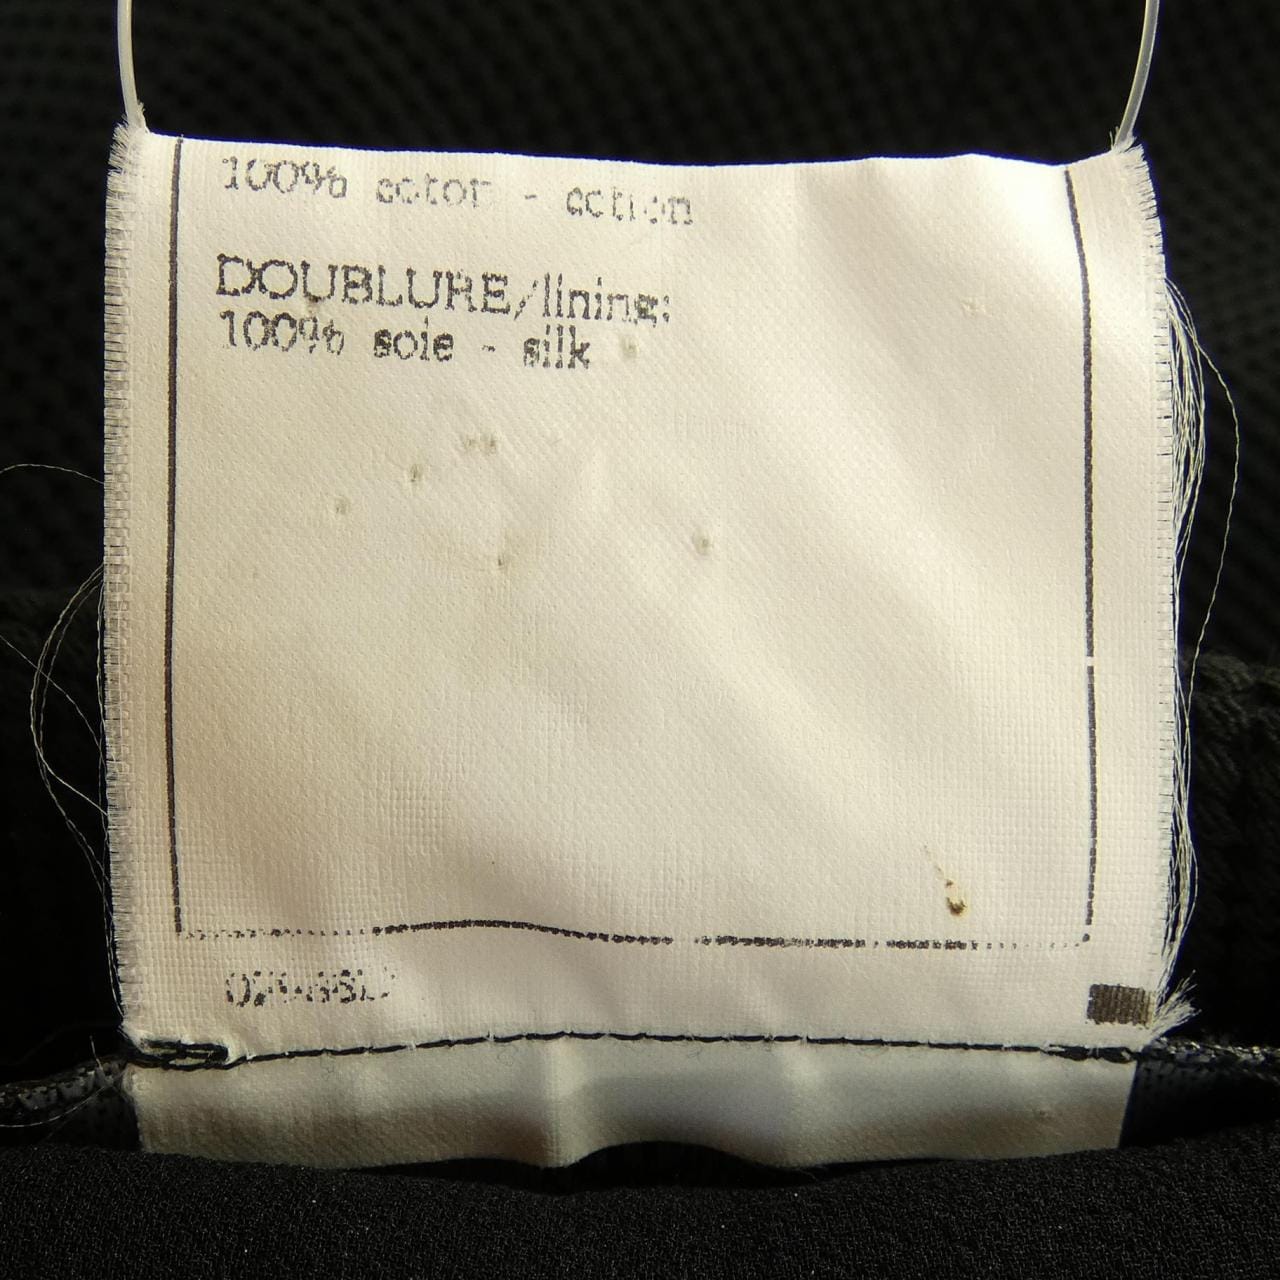 100% coton - cotton
DOUBLURE/lining:
100% soie - silk